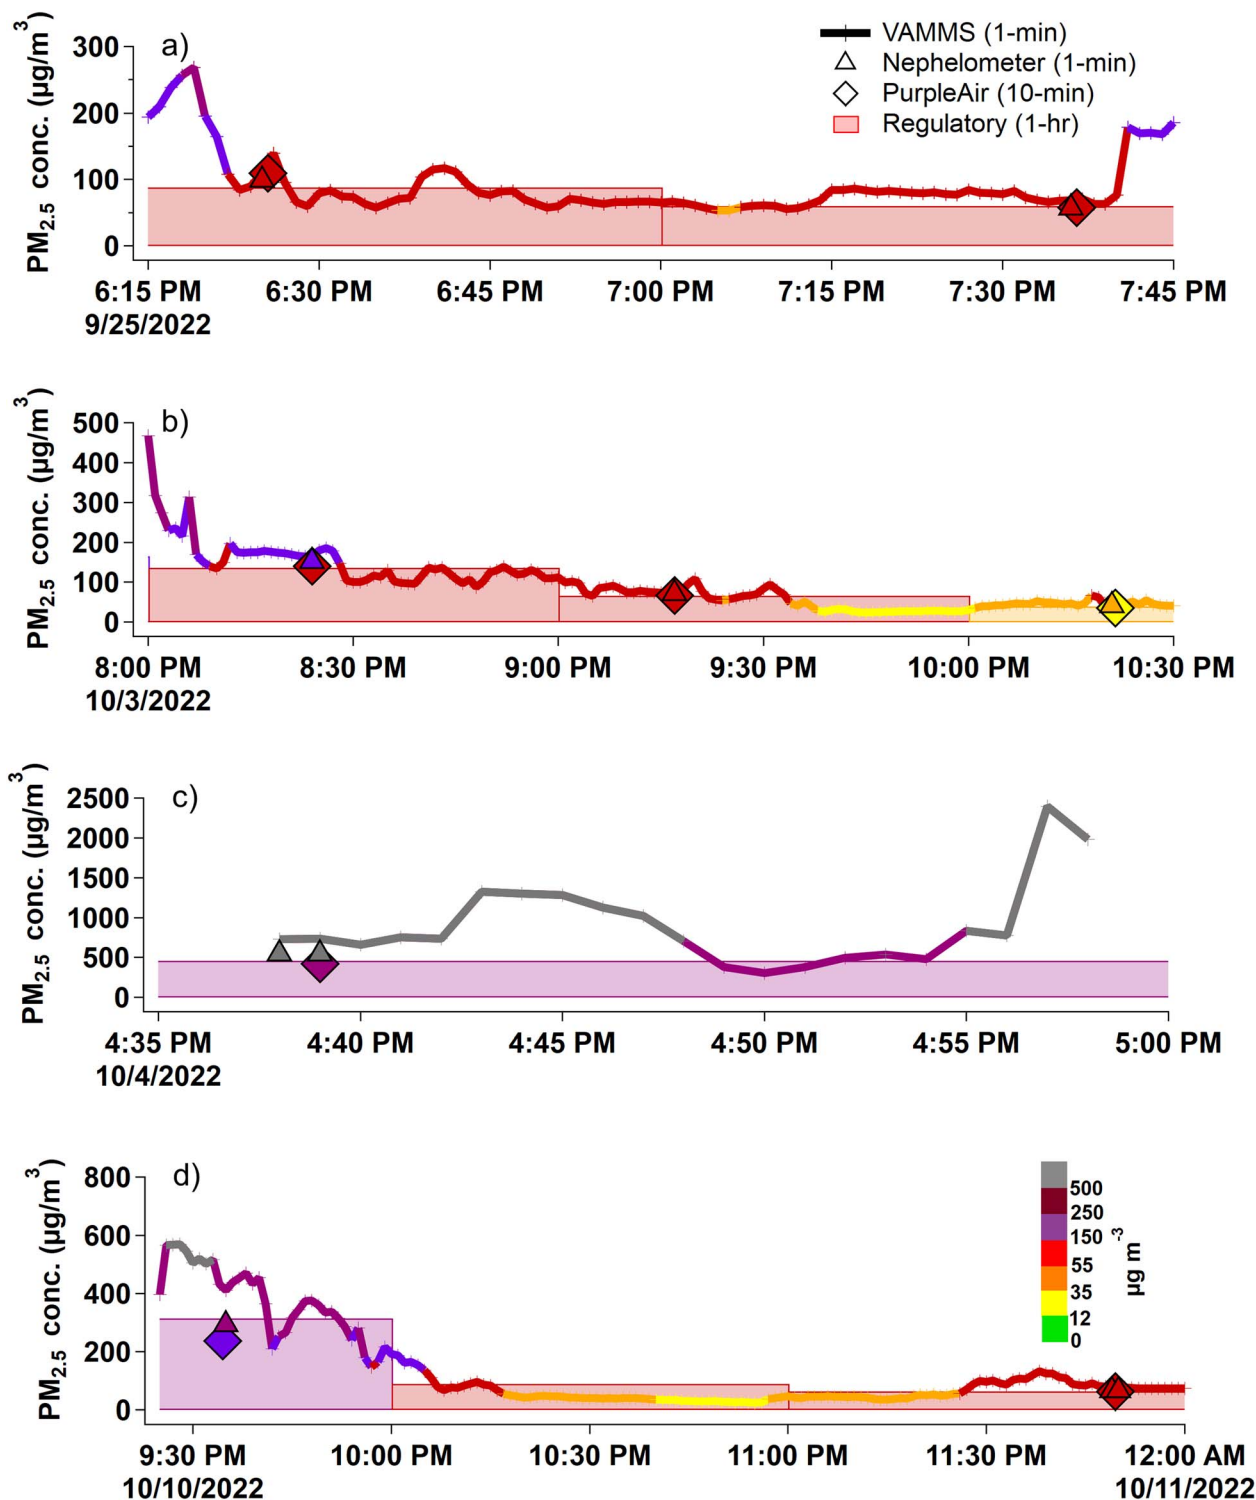 a)
VAMMS (1-min)
Nephelometer (1-min)
PurpleAir (10-min)
Regulatory (1-hr)
PM2.5 conc. (µg/m³)
300
200
100
0
6:15 PM 6:30 PM 6:45 PM 7:00 PM 7:15 PM 7:30 PM 7:45 PM
9/25/2022
b)
PM2.5 conc. (µg/m³)
500
400
300
200
100
0
8:00 PM 8:30 PM 9:00 PM 9:30 PM 10:00 PM 10:30 PM
10/3/2022
c)
PM2.5 conc. (µg/m³)
2500
2000
1500
1000
500
0
4:35 PM 4:40 PM 4:45 PM 4:50 PM 4:55 PM 5:00 PM
10/4/2022
d)
PM2.5 conc. (µg/m³)
800
600
400
200
0
500
250
150
55
35
12
0
µg m⁻³
9:30 PM 10:00 PM 10:30 PM 11:00 PM 11:30 PM 12:00 AM
10/10/2022 10/11/2022